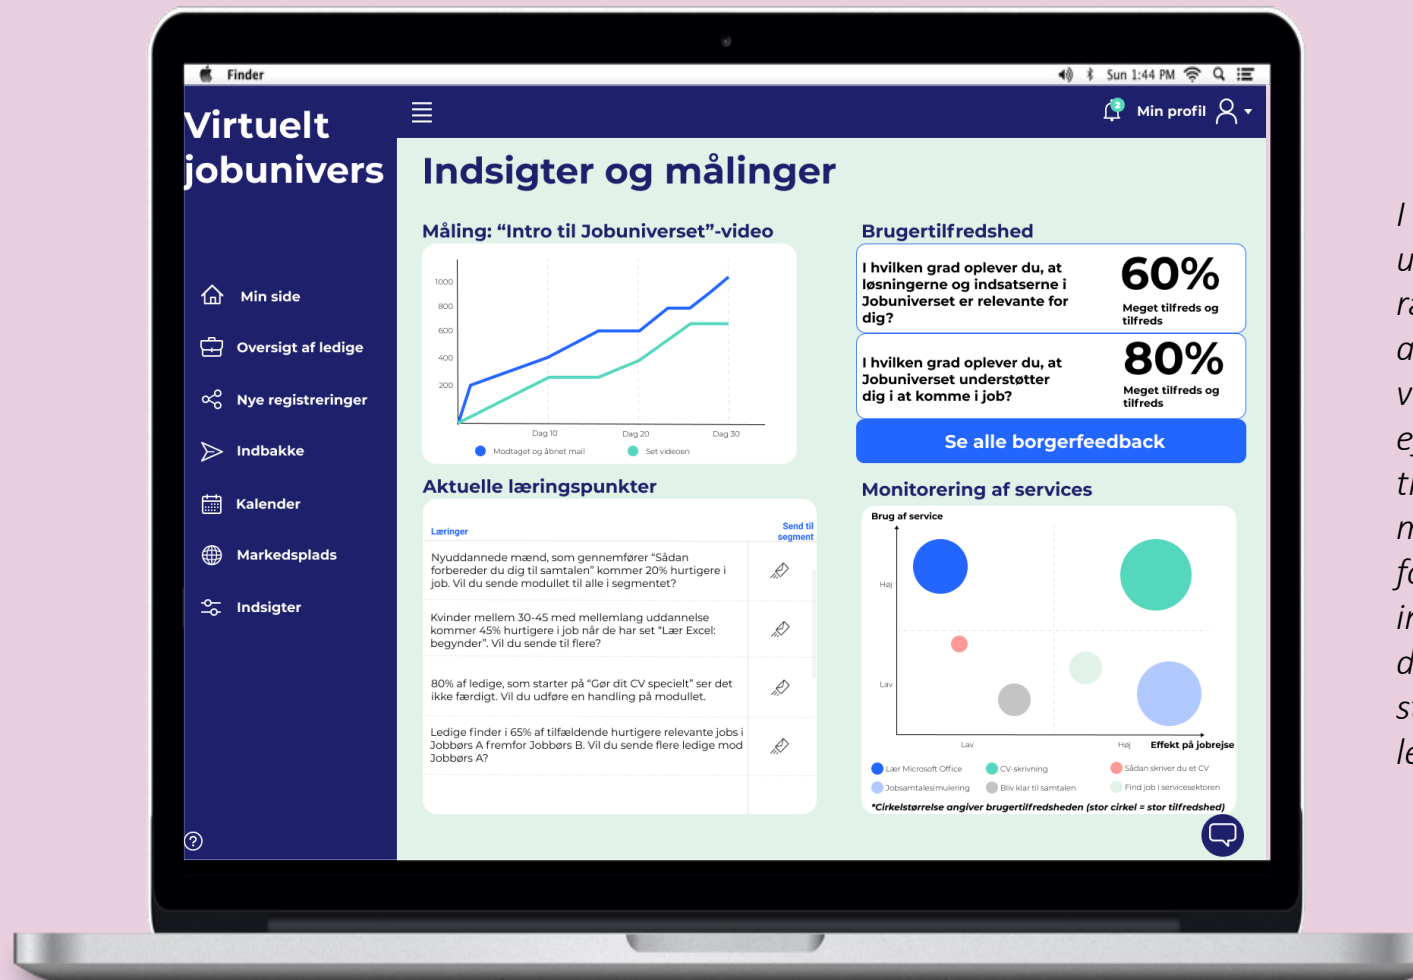 Finder
Sun 1:44 PM
Virtuelt
jobunivers
2
Min profil
Min side
Oversigt af ledige
Nye registreringer
Indbakke
Kalender
Markedsplads
Indsigter
?
Indsigter og målinger
Måling: “Intro til Jobuniverset”-video
1000
800
600
400
200
Dag 10
Dag 20
Dag 30
Modtaget og åbnet mail
Set videoen
Brugertilfredshed
I hvilken grad oplever du, at
løsningerne og indsatserne i
Jobuniverset er relevante for
dig?
60%
Meget tilfreds og
tilfreds
I hvilken grad oplever du, at
Jobuniverset understøtter
dig i at komme i job?
80%
Meget tilfreds og
tilfreds
Se alle borgerfeedback
Aktuelle læringspunkter
Læringer
Send til
segment
Nyuddannede mænd, som gennemfører “Sådan
forbereder du dig til samtalen” kommer 20% hurtigere i
job. Vil du sende modullet til alle i segmentet?
Kvinder mellem 30-45 med mellemlang uddannelse
kommer 45% hurtigere i job når de har set “Lær Excel:
begynder”. Vil du sende til flere?
80% af ledige, som starter på “Gør dit CV specielt” ser det
ikke færdigt. Vil du udføre en handling på modullet.
Ledige finder i 65% af tilfældende hurtigere relevante jobs i
Jobbørs A fremfor Jobbørs B. Vil du sende flere ledige mod
Jobbørs A?
Monitorering af services
Brug af service
Høj
Lav
Lav
Høj
Effekt på jobrejse
Lær Microsoft Office
CV-skrivning
Sådan skriver du et CV
Jobsamtalesimulering
Bliv klar til samtalen
Find job i servicesektoren
*Cirkelstørrelse angiver brugertilfredsheden (stor cirkel = stor tilfredshed)
I